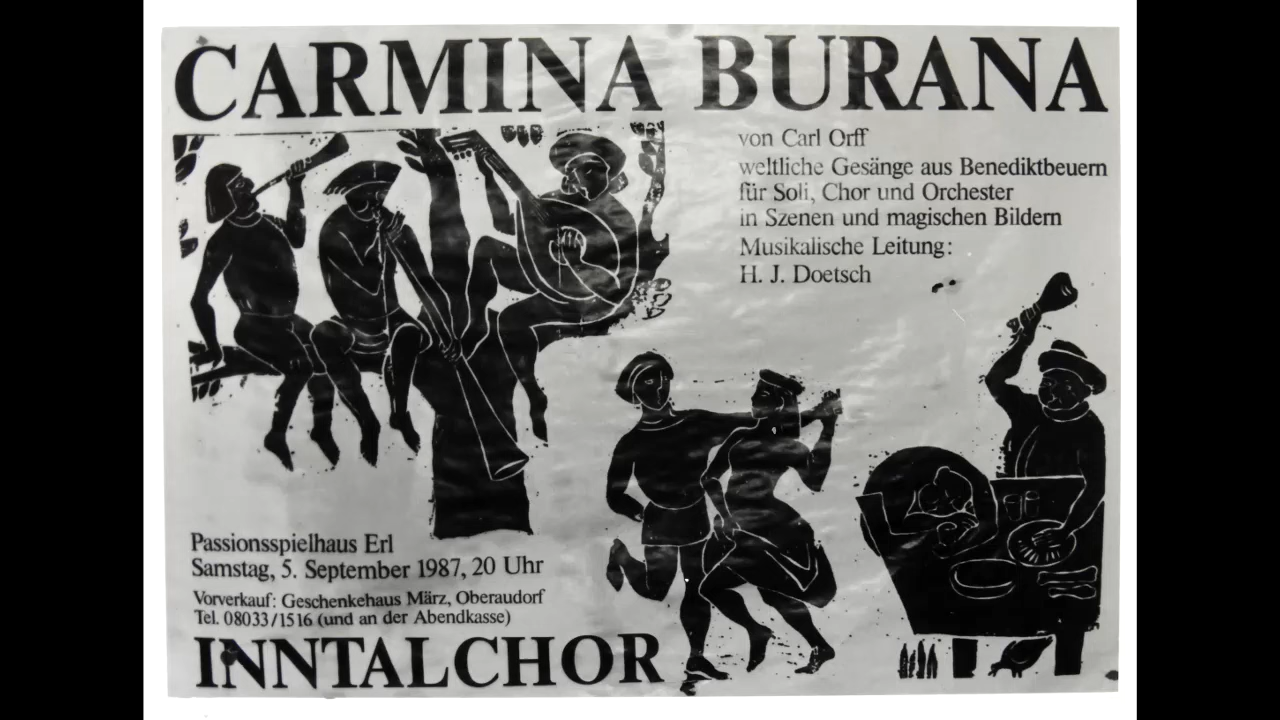 CARMINA BURANA
von Carl Orff
weltliche Gesänge aus Benediktbeuern
für Soli, Chor und Orchester
in Szenen und magischen Bildern
Musikalische Leitung:
H. J. Doetsch
Passionsspielhaus Erl
Samstag, 5. September 1987, 20 Uhr
Vorverkauf: Geschenkehaus März, Oberaudorf
Tel. 08033/1516 (und an der Abendkasse)
INNTALCHOR